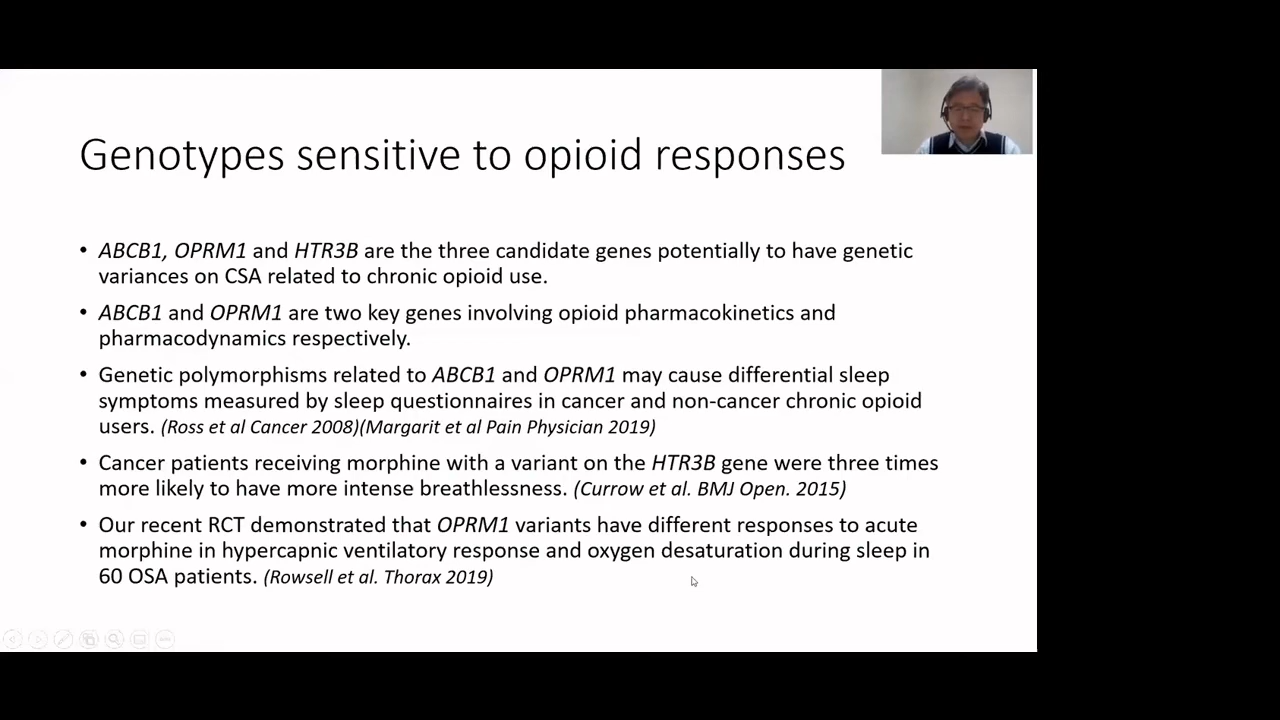 Genotypes sensitive to opioid responses
• ABCB1, OPRM1 and HTR3B are the three candidate genes potentially to have genetic
variances on CSA related to chronic opioid use.
• ABCB1 and OPRM1 are two key genes involving opioid pharmacokinetics and
pharmacodynamics respectively.
• Genetic polymorphisms related to ABCB1 and OPRM1 may cause differential sleep
symptoms measured by sleep questionnaires in cancer and non-cancer chronic opioid
users. (Ross et al Cancer 2008)(Margarit et al Pain Physician 2019)
• Cancer patients receiving morphine with a variant on the HTR3B gene were three times
more likely to have more intense breathlessness. (Currow et al. BMJ Open. 2015)
• Our recent RCT demonstrated that OPRM1 variants have different responses to acute
morphine in hypercapnic ventilatory response and oxygen desaturation during sleep in
60 OSA patients. (Rowsell et al. Thorax 2019)